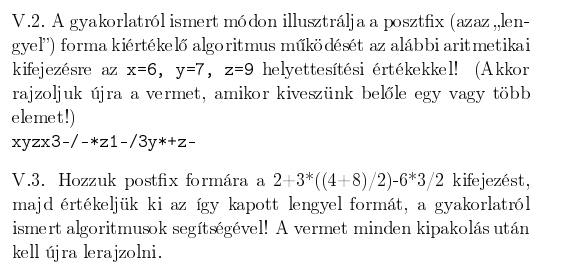 V.2. A gyakorlatról ismert módon illusztrálja a posztfix (azaz „len-
gyel”) forma kiértékelő algoritmus működését az alábbi aritmetikai
kifejezésre az x=6, y=7, z=9 helyettesítési értékekkel! (Akkor
rajzoljuk újra a vermet, amikor kiveszünk belőle egy vagy több
elemet!)
xyzx3-/-*z1-/3y*+z-
V.3. Hozzuk postfix formára a 2+3*((4+8)/2)-6*3/2 kifejezést,
majd értékeljük ki az így kapott lengyel formát, a gyakorlatról
ismert algoritmusok segítségével! A vermet minden kipakolás után
kell újra lerajzolni.